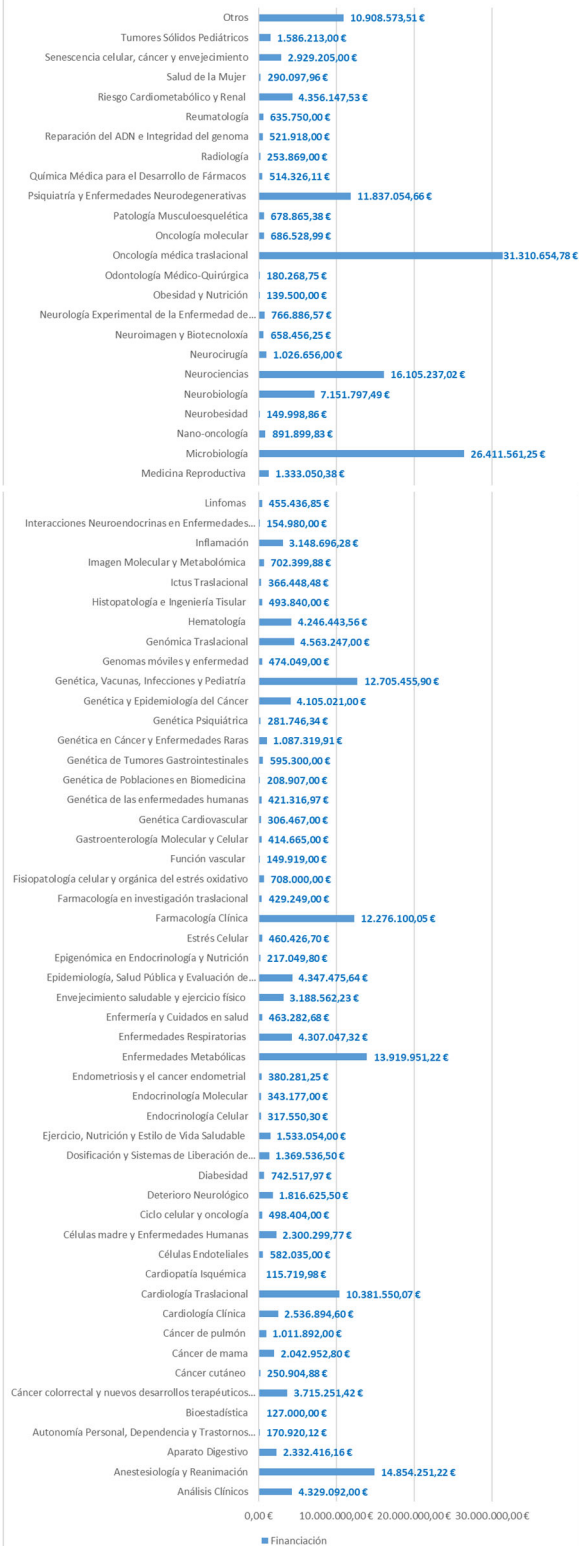 Otros 10.908.573,51 €
Tumores Sólidos Pediátricos 1.586.213,00 €
Senescencia celular, cáncer y envejecimiento 2.929.205,00 €
Salud de la Mujer 290.097,96 €
Riesgo Cardiometabólico y Renal 4.356.147,53 €
Reumatología 635.750,00 €
Reparación del ADN e Integridad del genoma 521.918,00 €
Radiología 253.869,00 €
Química Médica para el Desarrollo de Fármacos 514.326,11 €
Psiquiatría y Enfermedades Neurodegenerativas 11.837.054,66 €
Patología Musculoesquelética 678.865,38 €
Oncología molecular 686.528,99 €
Oncología médica traslacional 31.310.654,78 €
Odontología Médico-Quirúrgica 180.268,75 €
Obesidad y Nutrición 139.500,00 €
Neurología Experimental de la Enfermedad de... 766.886,57 €
Neuroimagen y Biotecnoloxía 658.456,25 €
Neurocirugía 1.026.656,00 €
Neurociencias 16.105.237,02 €
Neurobiología 7.151.797,49 €
Neurobesidad 149.998,86 €
Nano-oncología 891.899,83 €
Microbiología 26.411.561,25 €
Medicina Reproductiva 1.333.050,38 €
Linfomas 455.436,85 €
Interacciones Neuroendocrinas en Enfermedades... 154.980,00 €
Inflamación 3.148.696,28 €
Imagen Molecular y Metabolómica 702.399,88 €
Ictus Traslacional 366.448,48 €
Histopatología e Ingeniería Tisular 493.840,00 €
Hematología 4.246.443,56 €
Genómica Traslacional 4.563.247,00 €
Genomas móviles y enfermedad 474.049,00 €
Genética, Vacunas, Infecciones y Pediatría 12.705.455,90 €
Genética y Epidemiología del Cáncer 4.105.021,00 €
Genética Psiquiátrica 281.746,34 €
Genética en Cáncer y Enfermedades Raras 1.087.319,91 €
Genética de Tumores Gastrointestinales 595.300,00 €
Genética de Poblaciones en Biomedicina 208.907,00 €
Genética de las enfermedades humanas 421.316,97 €
Genética Cardiovascular 306.467,00 €
Gastroenterología Molecular y Celular 414.665,00 €
Función vascular 149.919,00 €
Fisiopatología celular y orgánica del estrés oxidativo 708.000,00 €
Farmacología en investigación traslacional 429.249,00 €
Farmacología Clínica 12.276.100,05 €
Estrés Celular 460.426,70 €
Epigenómica en Endocrinología y Nutrición 217.049,80 €
Epidemiología, Salud Pública y Evaluación de... 4.347.475,64 €
Envejecimiento saludable y ejercicio físico 3.188.562,23 €
Enfermería y Cuidados en salud 463.282,68 €
Enfermedades Respiratorias 4.307.047,32 €
Enfermedades Metabólicas 13.919.951,22 €
Endometriosis y el cancer endometrial 380.281,25 €
Endocrinología Molecular 343.177,00 €
Endocrinología Celular 317.550,30 €
Ejercicio, Nutrición y Estilo de Vida Saludable 1.533.054,00 €
Dosificación y Sistemas de Liberación de... 1.369.536,50 €
Diabesidad 742.517,97 €
Deterioro Neurológico 1.816.625,50 €
Ciclo celular y oncología 498.404,00 €
Células madre y Enfermedades Humanas 2.300.299,77 €
Células Endoteliales 582.035,00 €
Cardiopatía Isquémica 115.719,98 €
Cardiología Traslacional 10.381.550,07 €
Cardiología Clínica 2.536.894,60 €
Cáncer de pulmón 1.011.892,00 €
Cáncer de mama 2.042.952,80 €
Cáncer cutáneo 250.904,88 €
Cáncer colorrectal y nuevos desarrollos terapéuticos... 3.715.251,42 €
Bioestadística 127.000,00 €
Autonomía Personal, Dependencia y Trastornos... 170.920,12 €
Aparato Digestivo 2.332.416,16 €
Anestesiología y Reanimación 14.854.251,22 €
Análisis Clínicos 4.329.092,00 €
0,00 € 10.000.000,00 € 20.000.000,00 € 30.000.000,00 €
Financiación